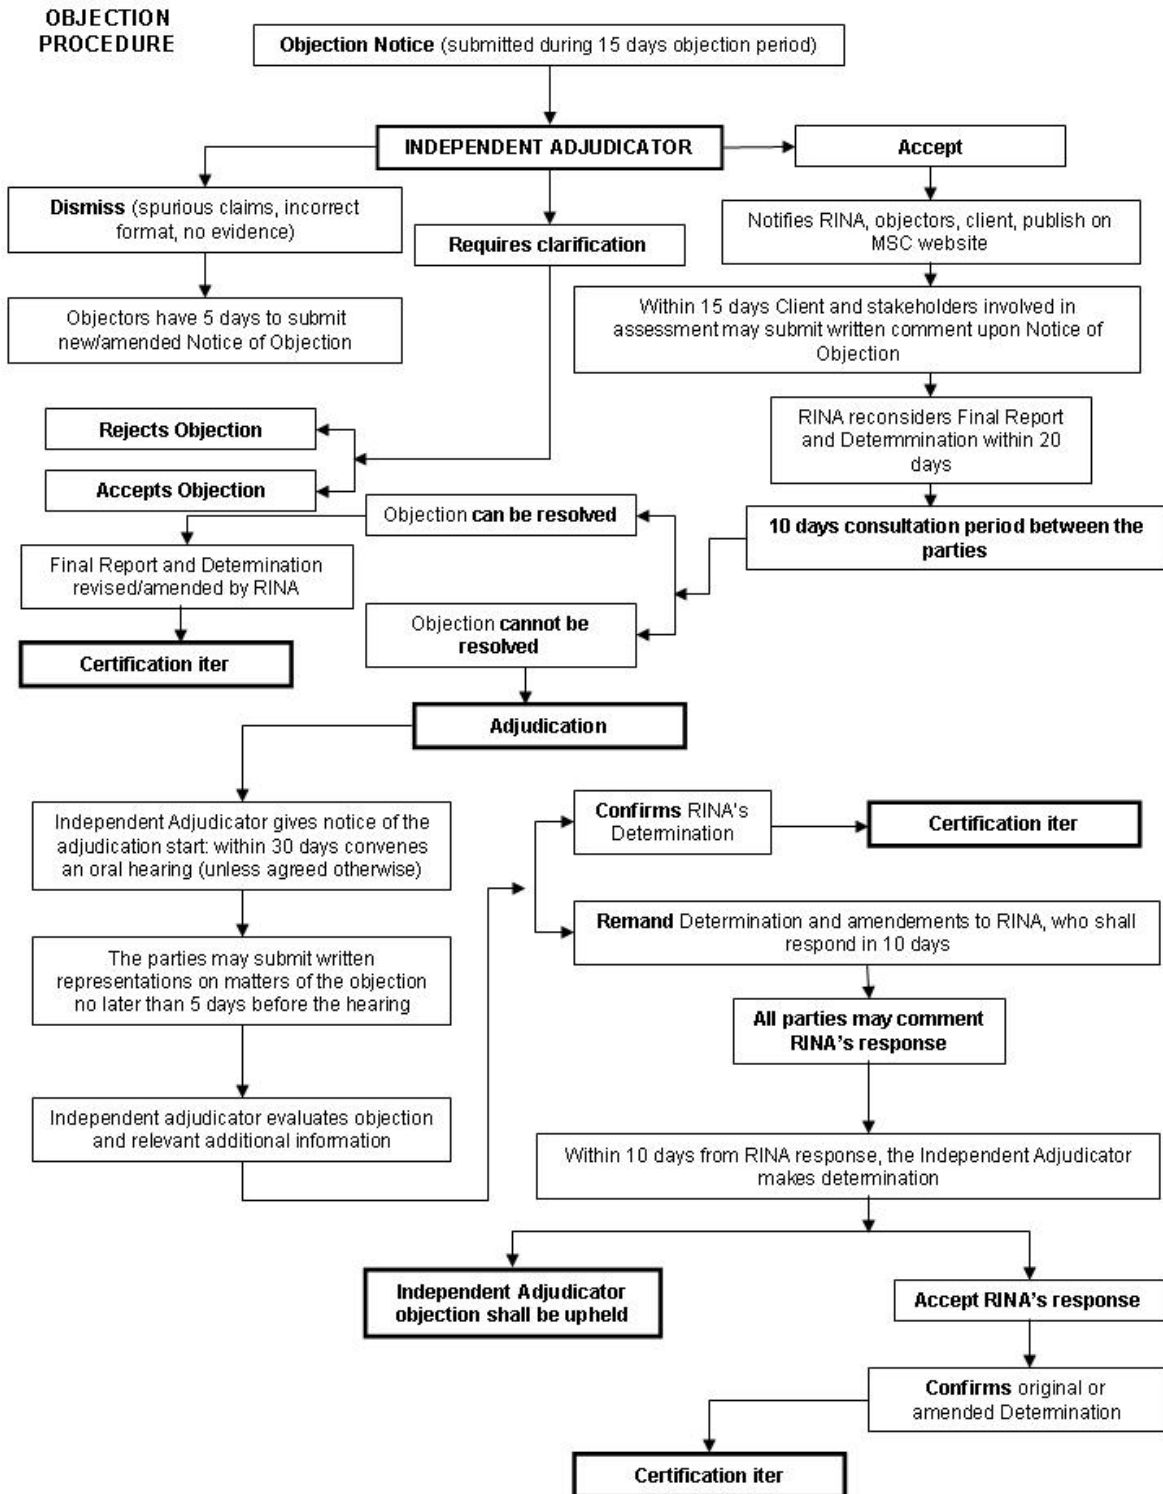 OBJECTION
PROCEDURE
Objection Notice (submitted during 15 days objection period)
INDEPENDENT ADJUDICATOR
Accept
Dismiss (spurious claims, incorrect
format, no evidence)
Requires clarification
Notifies RINA, objectors, client, publish on
MSC website
Objectors have 5 days to submit
new/amended Notice of Objection
Within 15 days Client and stakeholders involved in
assessment may submit written comment upon Notice of
Objection
Rejects Objection
RINA reconsiders Final Report
and Determmination within 20
days
Accepts Objection
Objection can be resolved
10 days consultation period between the
parties
Final Report and Determination
revised/amended by RINA
Objection cannot be
resolved
Certification iter
Adjudication
Independent Adjudicator gives notice of the
adjudication start: within 30 days convenes
an oral hearing (unless agreed otherwise)
Confirms RINA's
Determination
Certification iter
Remand Determination and amendements to RINA, who shall
respond in 10 days
The parties may submit written
representations on matters of the objection
no later than 5 days before the hearing
All parties may comment
RINA's response
Independent adjudicator evaluates objection
and relevant additional information
Within 10 days from RINA response, the Independent Adjudicator
makes determination
Independent Adjudicator
objection shall be upheld
Accept RINA's response
Confirms original or
amended Determination
Certification iter